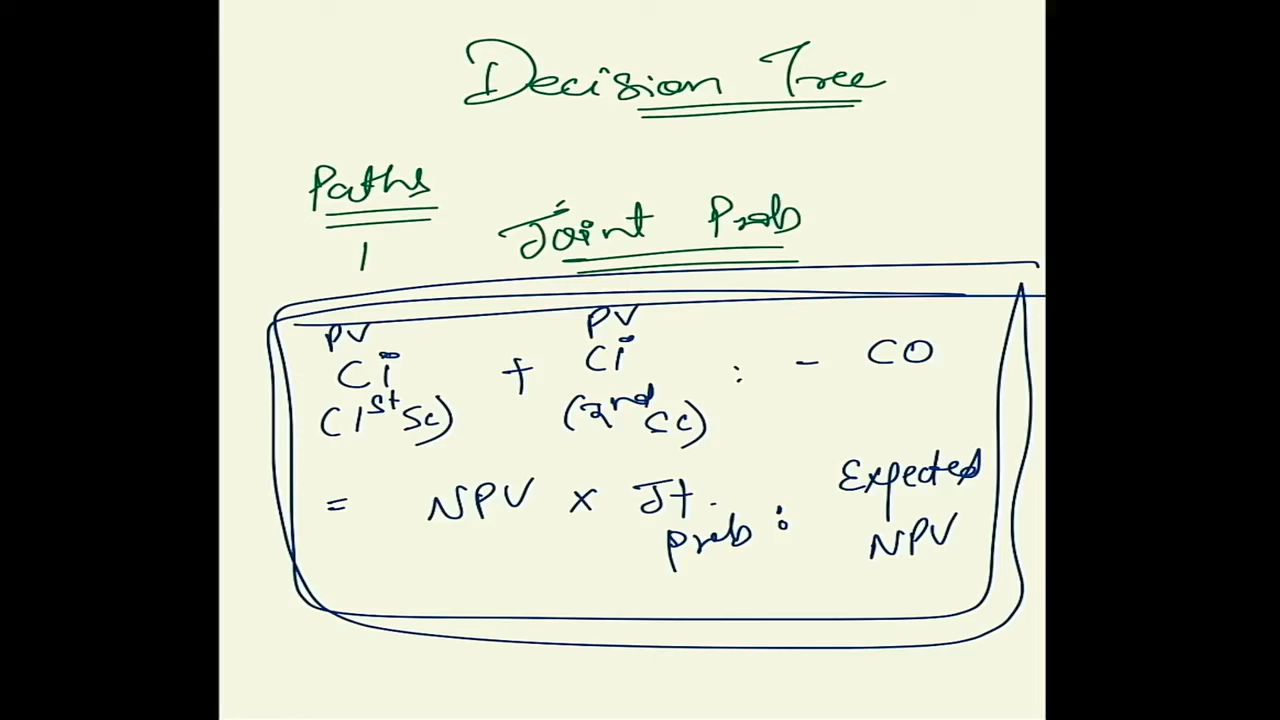 Decision Tree
Paths
1
Joint Prob
PV PV
Ci + Ci : - CO
(1st Sc) (2nd CC)
= NPV x Jt. Prob : Expected NPV